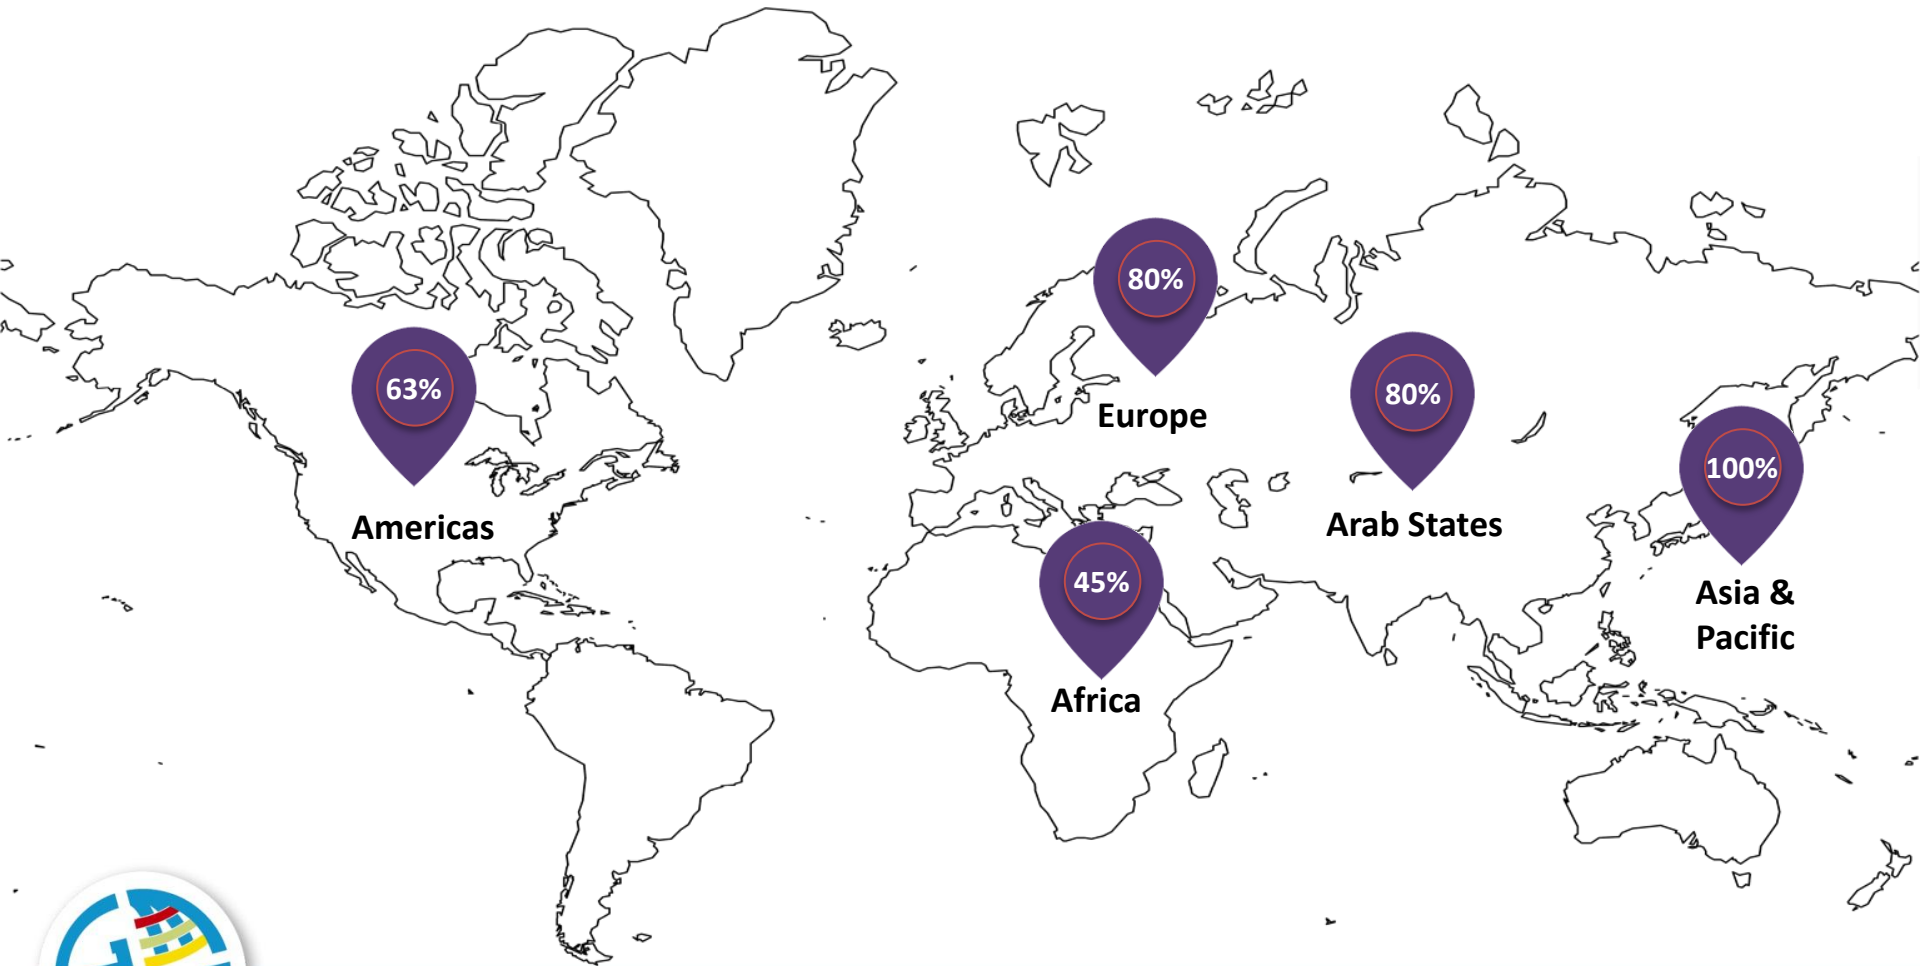 80%
Europe
63%
Americas
80%
Arab States
100%
Asia &
Pacific
45%
Africa